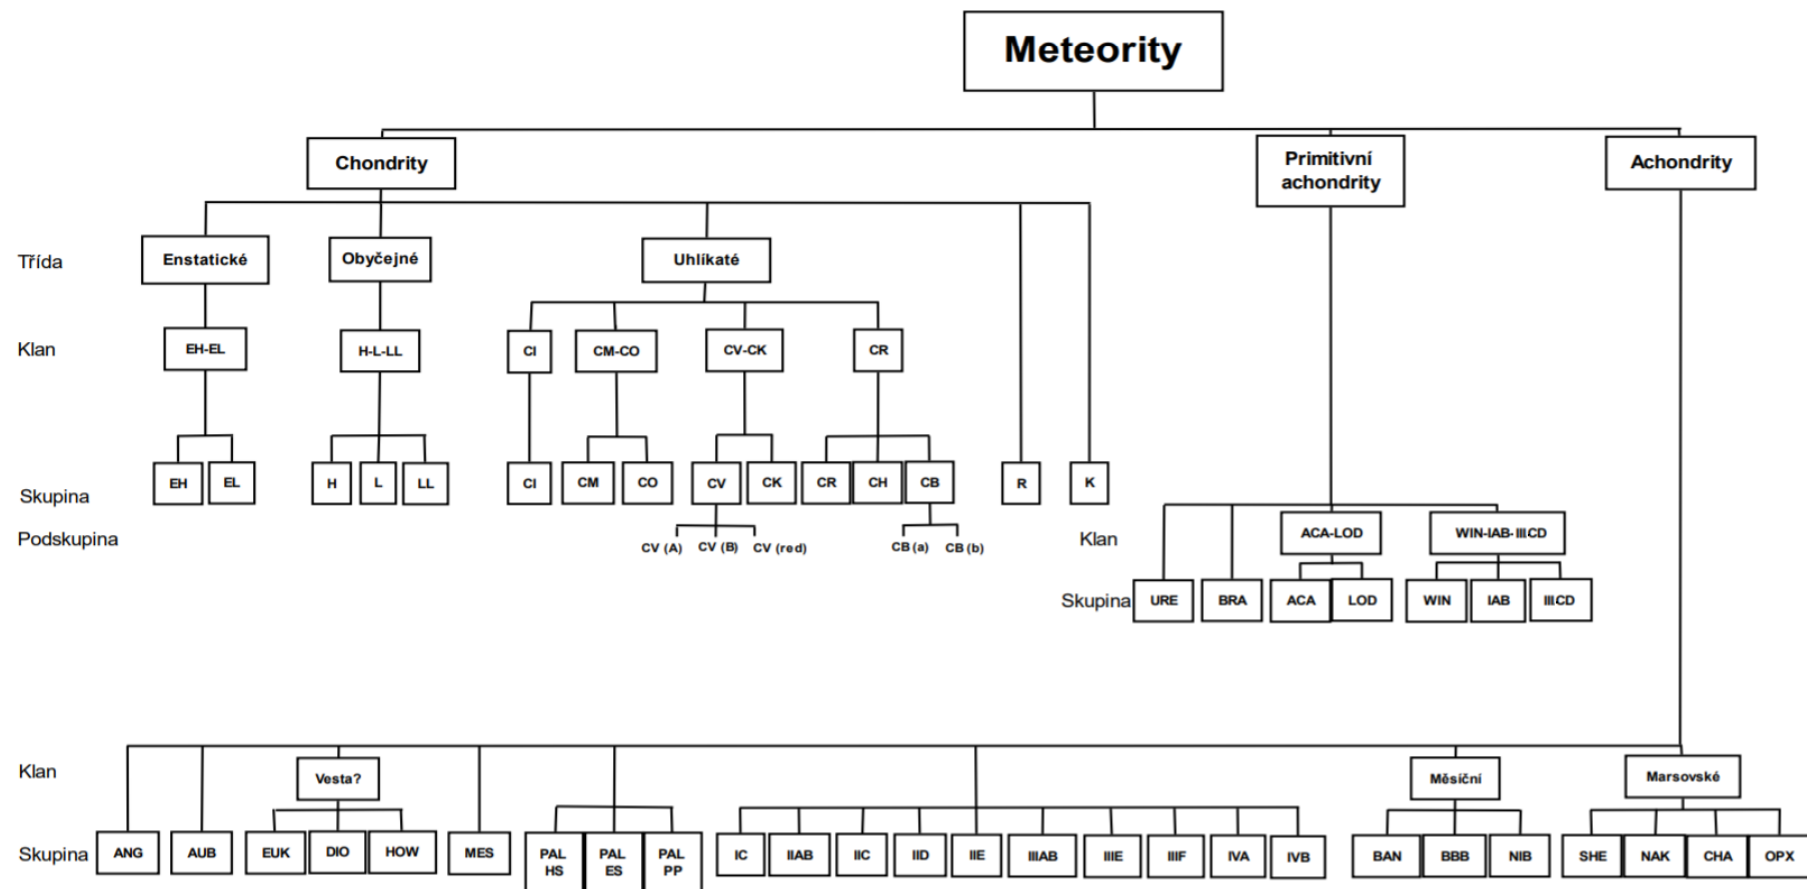 Meteority
Chondrity
Primitivní
achondrity
Achondrity
Třída
Enstatické
Obyčejné
Uhlíkaté
Klan
EH-EL
H-L-LL
CI
CM-CO
CV-CK
CR
Skupina
EH
EL
H
L
LL
CI
CM
CO
CV
CK
CR
CH
CB
R
K
Podskupina
CV (A)
CV (B)
CV (red)
CB (a)
CB (b)
Klan
ACA-LOD
WIN-IAB-IIICD
Skupina
URE
BRA
ACA
LOD
WIN
IAB
IIICD
Klan
Vesta?
Měsíční
Marsovské
Skupina
ANG
AUB
EUK
DIO
HOW
MES
PAL
HS
PAL
ES
PAL
PP
IC
IIAB
IIC
IID
IIE
IIIAB
IIIE
IIIF
IVA
IVB
BAN
BBB
NIB
SHE
NAK
CHA
OPX